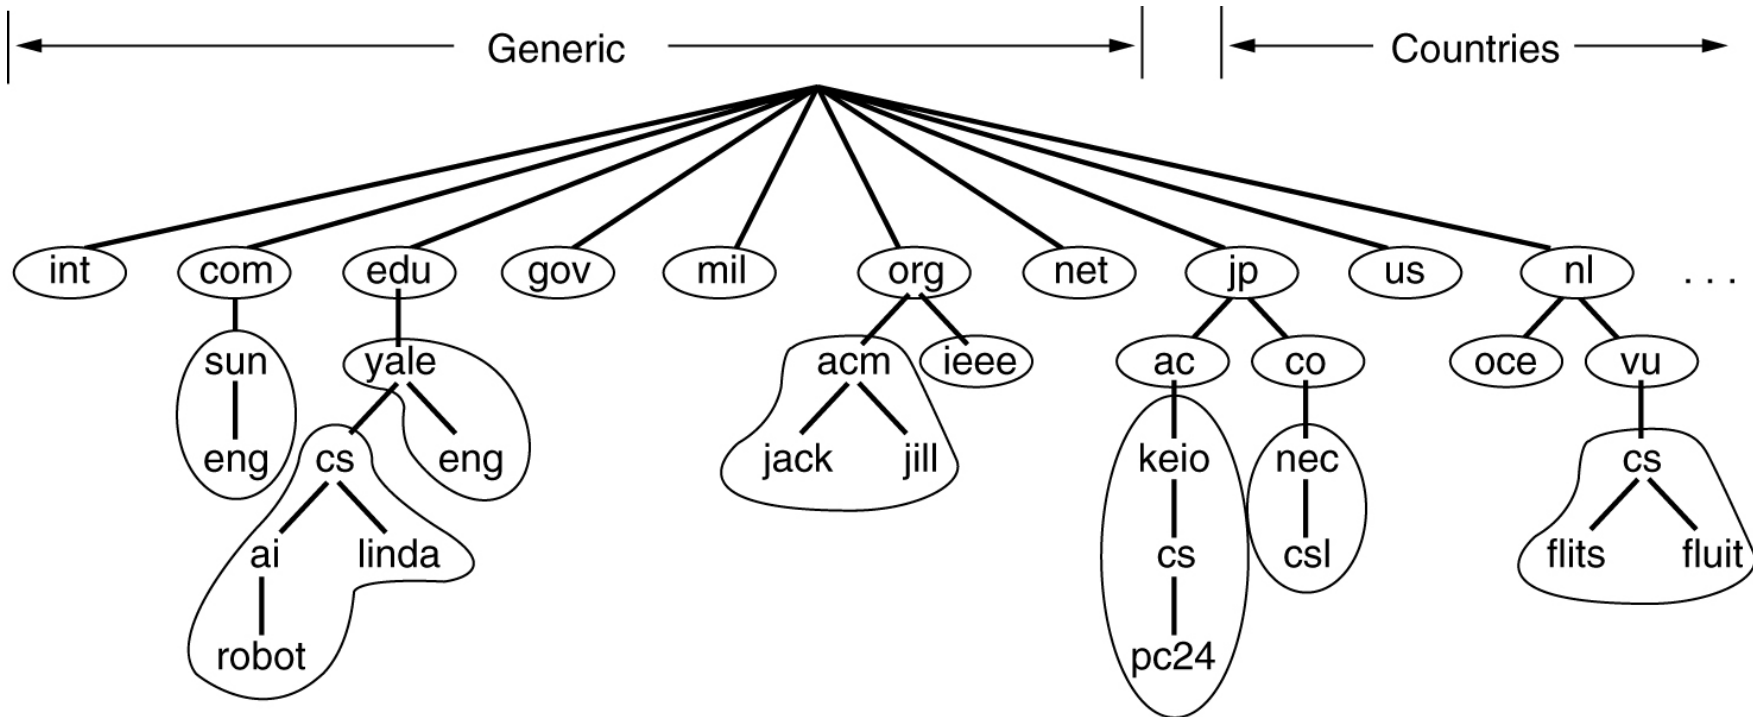 Generic Countries
int com edu gov mil org net jp us nl . . .
sun yale acm ieee ac co oce vu
eng cs eng jack jill keio nec cs
ai linda cs csl flits fluit
robot pc24